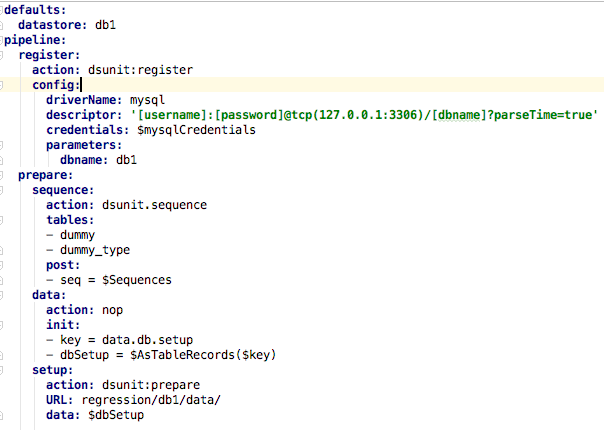 defaults:
  datastore: db1
pipeline:
  register:
    action: dsunit:register
    config:
      driverName: mysql
      descriptor: '[username]:[password]@tcp(127.0.0.1:3306)/[dbname]?parseTime=true'
      credentials: $mysqlCredentials
      parameters:
        dbname: db1
  prepare:
    sequence:
      action: dsunit.sequence
      tables:
      - dummy
      - dummy_type
      post:
      - seq = $Sequences
    data:
      action: nop
      init:
      - key = data.db.setup
      - dbSetup = $AsTableRecords($key)
    setup:
      action: dsunit:prepare
      URL: regression/db1/data/
      data: $dbSetup